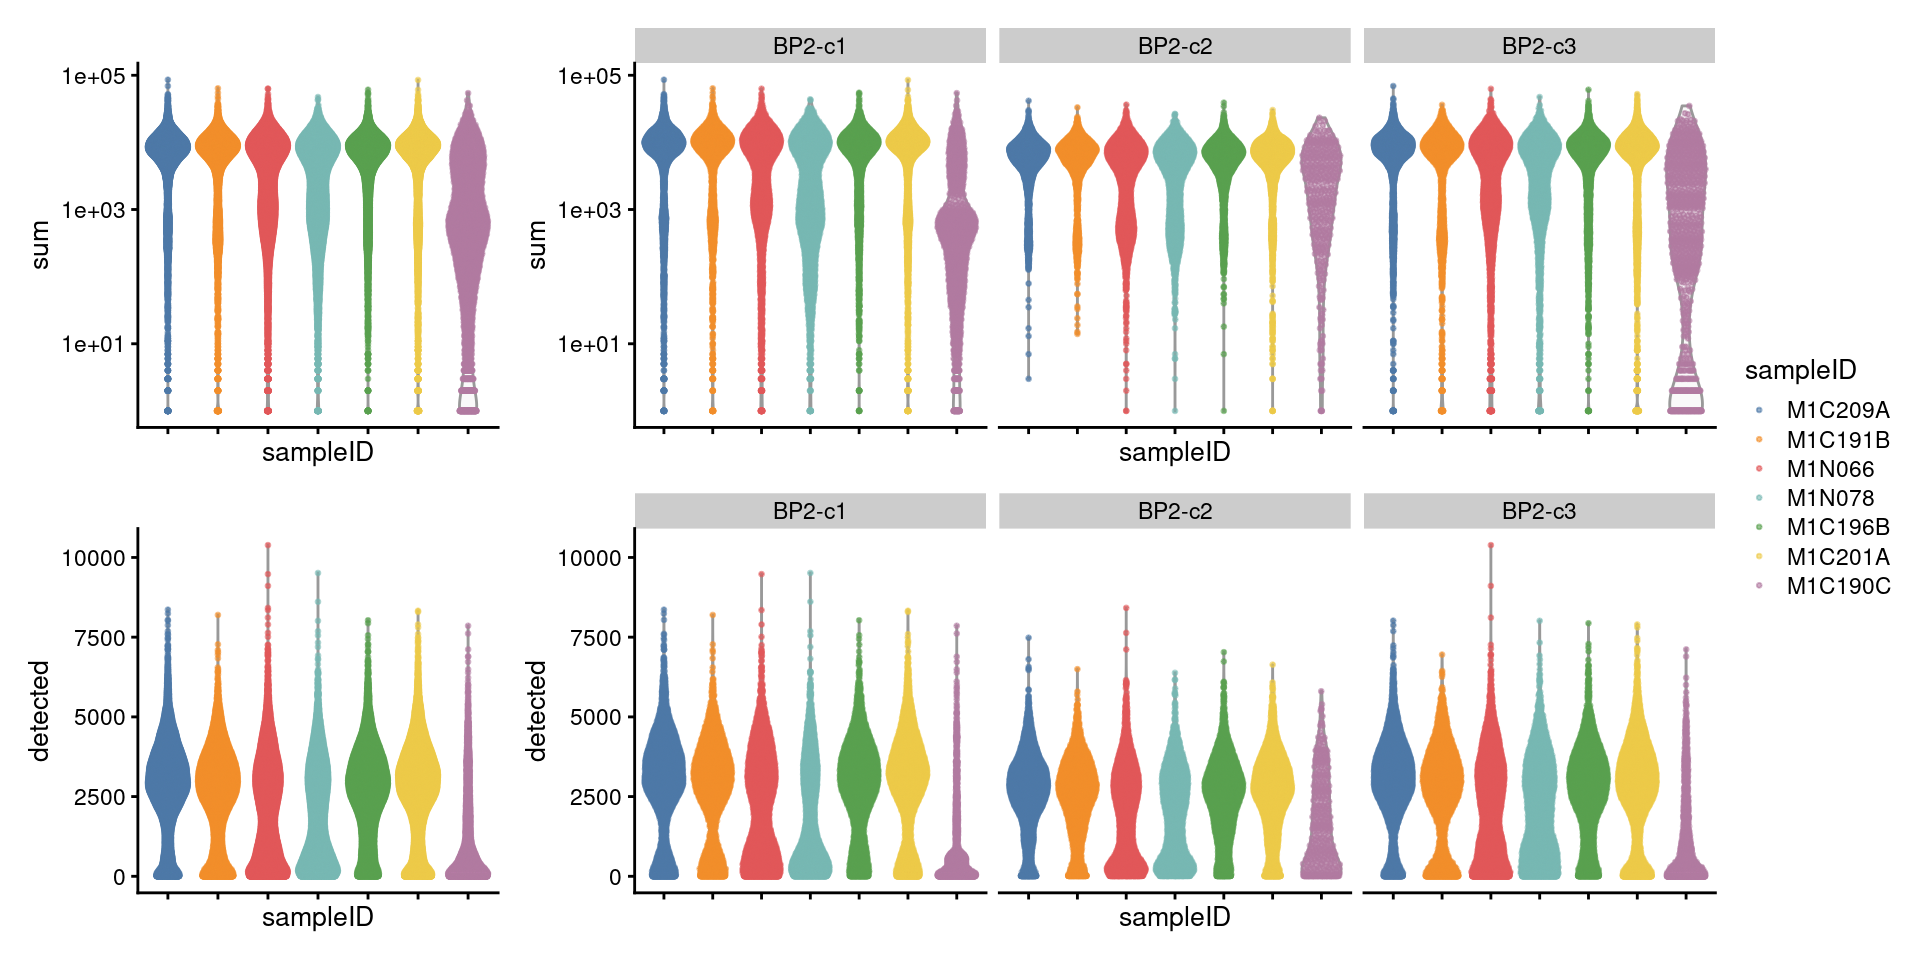 BP2-c1
BP2-c2
BP2-c3
1e+05
1e+03
1e+01
sum
sampleID
1e+05
1e+03
1e+01
sum
sampleID
BP2-c1
BP2-c2
BP2-c3
10000
7500
5000
2500
0
detected
sampleID
10000
7500
5000
2500
0
detected
sampleID
sampleID
M1C209A
M1C191B
M1N066
M1N078
M1C196B
M1C201A
M1C190C